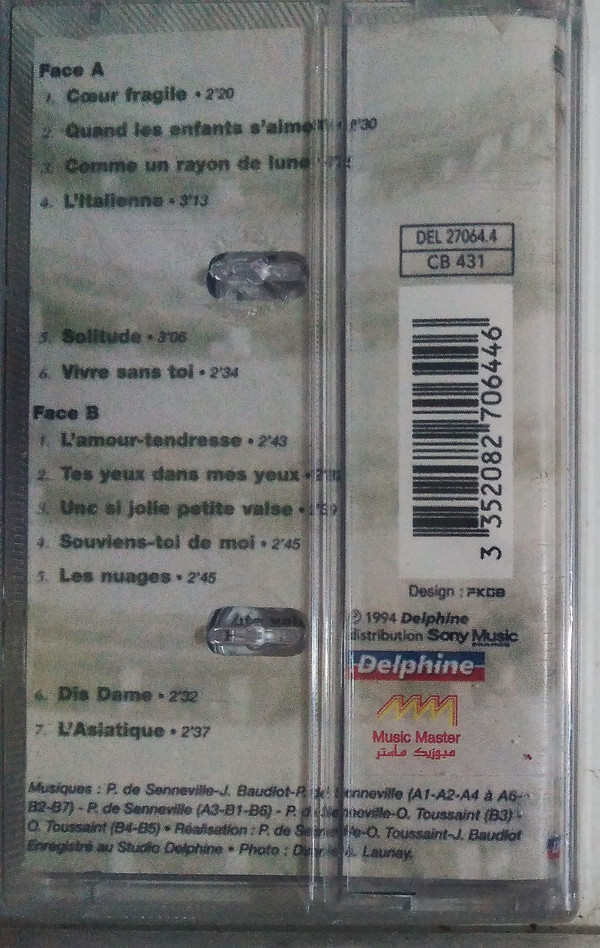 Face A
1. Cœur fragile • 2'20
2. Quand les enfants s'aiment • 2'30
3. Comme un rayon de lune
4. L'Italienne • 3'13
5. Solitude • 3'06
6. Vivre sans toi • 2'34
Face B
1. L'amour-tendresse • 2'43
2. Tes yeux dans mes yeux •
3. Une si jolie petite valse •
4. Souviens-toi de moi • 2'45
5. Les nuages • 2'45
6. Dis Dame • 2'32
7. L'Asiatique • 2'37
Musiques : P. de Senneville-J. Baudlot-P. de Senneville (A1-A2-A4 à A6-
B2-B7) - P. de Senneville (A3-B1-B6) - P. de Senneville-O. Toussaint (B3) -
O. Toussaint (B4-B5) • Réalisation : P. de Senneville-O. Toussaint-J. Baudlot
Enregistré au Studio Delphine • Photo : Launay.
DEL 27064.4
CB 431
3 352082 706446
Design : FKGB
℗ 1994 Delphine
distribution Sony Music
Delphine
Music Master
ميوزيك ماستر